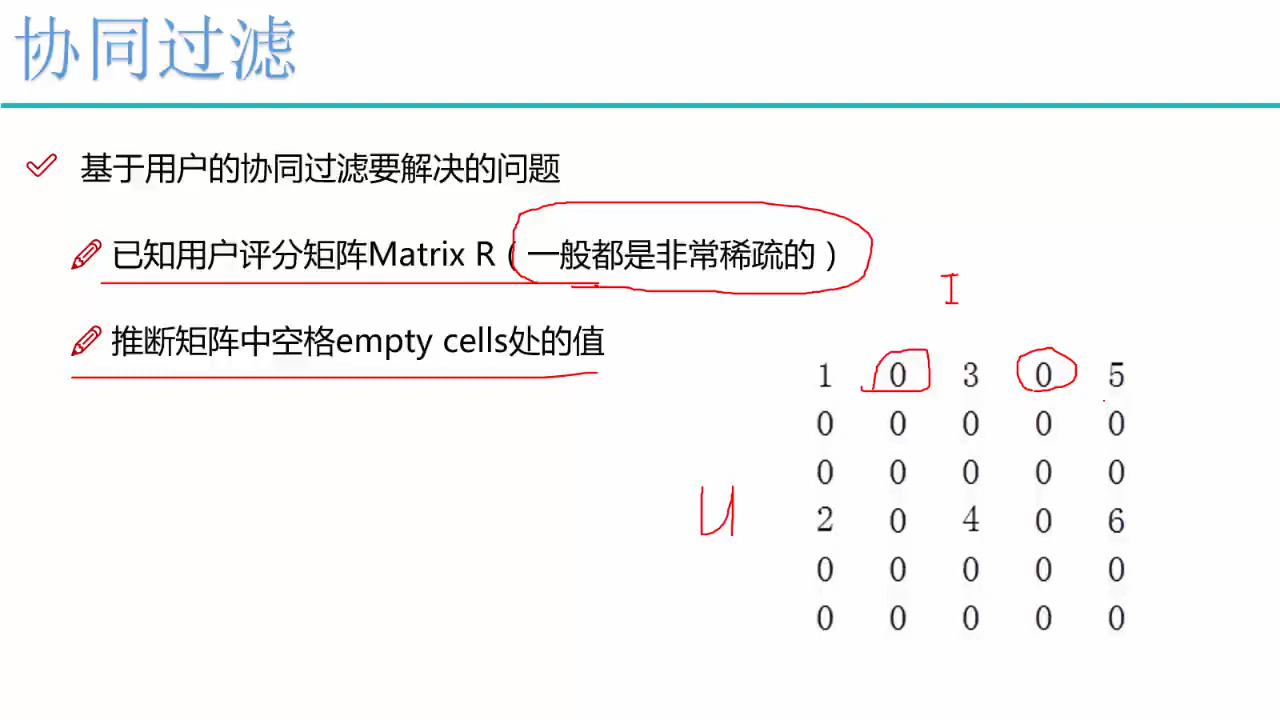 协同过滤
基于用户的协同过滤要解决的问题
已知用户评分矩阵Matrix R（一般都是非常稀疏的）
推断矩阵中空格empty cells处的值
I
1 0 3 0 5
0 0 0 0 0
0 0 0 0 0
U
2 0 4 0 6
0 0 0 0 0
0 0 0 0 0